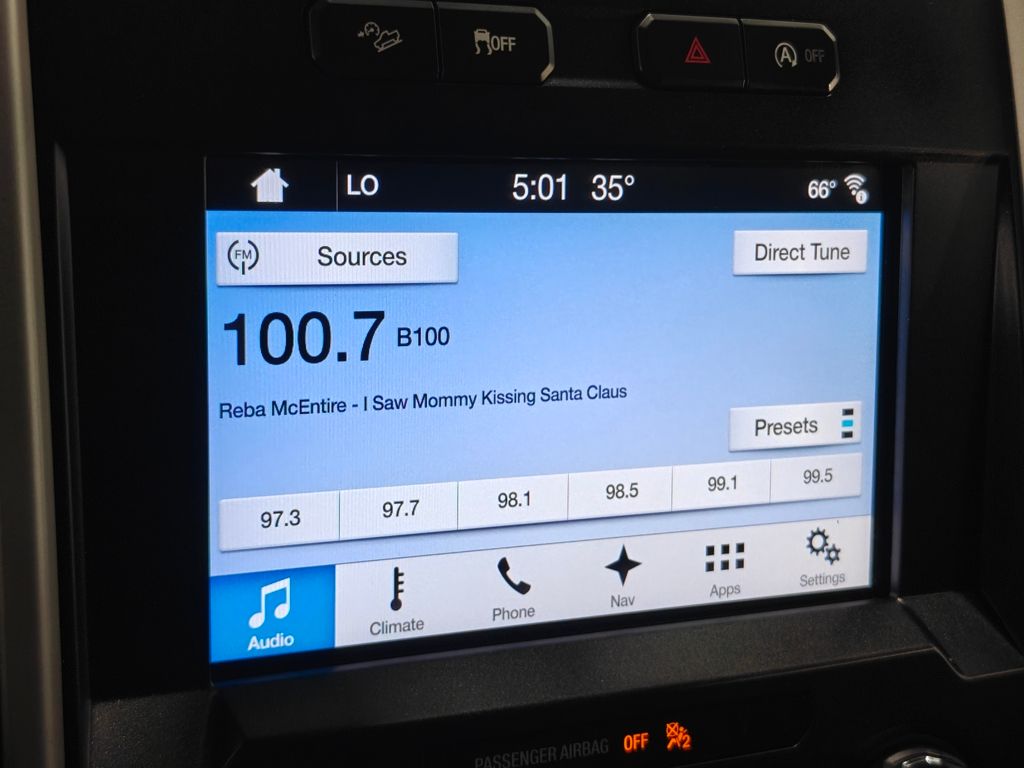 OFF
A OFF
LO 5:01 35° 66°
FM Sources Direct Tune
100.7 B100
Reba McEntire - I Saw Mommy Kissing Santa Claus
Presets
97.3 97.7 98.1 98.5 99.1 99.5
Audio Climate Phone Nav Apps Settings
PASSENGER AIRBAG OFF 2